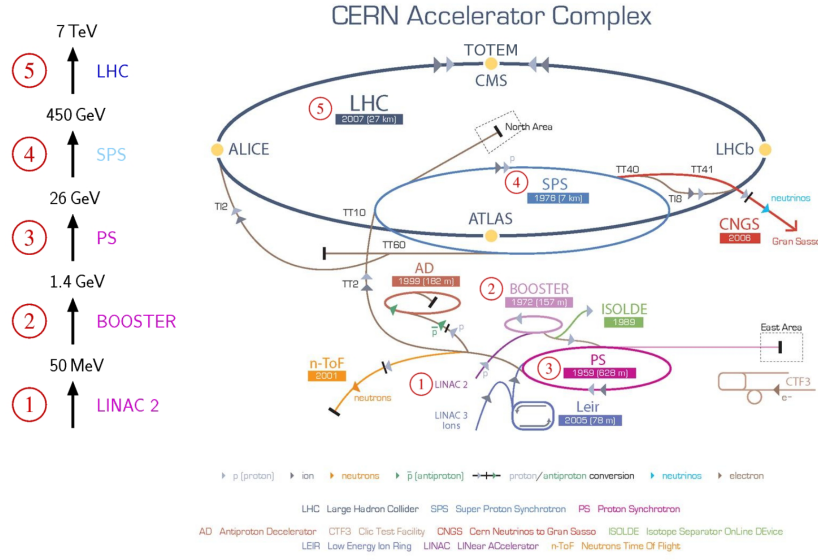 CERN Accelerator Complex
7 TeV
5 LHC
450 GeV
4 SPS
26 GeV
3 PS
1.4 GeV
2 BOOSTER
50 MeV
1 LINAC 2
TOTEM
CMS
5 LHC
2007 (27 km)
North Area
ALICE
LHCb
p
TT40 TT41
4 SPS
1976 (7 km)
TI2
TI8
neutrinos
TT10
ATLAS
CNGS
2006
Gran Sasso
TT60
AD
1999 (182 m)
TT2
2 BOOSTER
1972 (157 m)
ISOLDE
1989
p̅
p
East Area
n-ToF
2001
neutrons
1 LINAC 2
p
3 PS
1959 (628 m)
CTF3
e-
LINAC 3
Ions
Leir
2005 (78 m)
p [proton] ion neutrons p̅ [antiproton] proton/antiproton conversion neutrinos electron
LHC Large Hadron Collider SPS Super Proton Synchrotron PS Proton Synchrotron
AD Antiproton Decelerator CTF3 Clic Test Facility CNGS Cern Neutrinos to Gran Sasso ISOLDE Isotope Separator OnLine DEvice
LEIR Low Energy Ion Ring LINAC LINear ACcelerator n-ToF Neutrons Time Of Flight